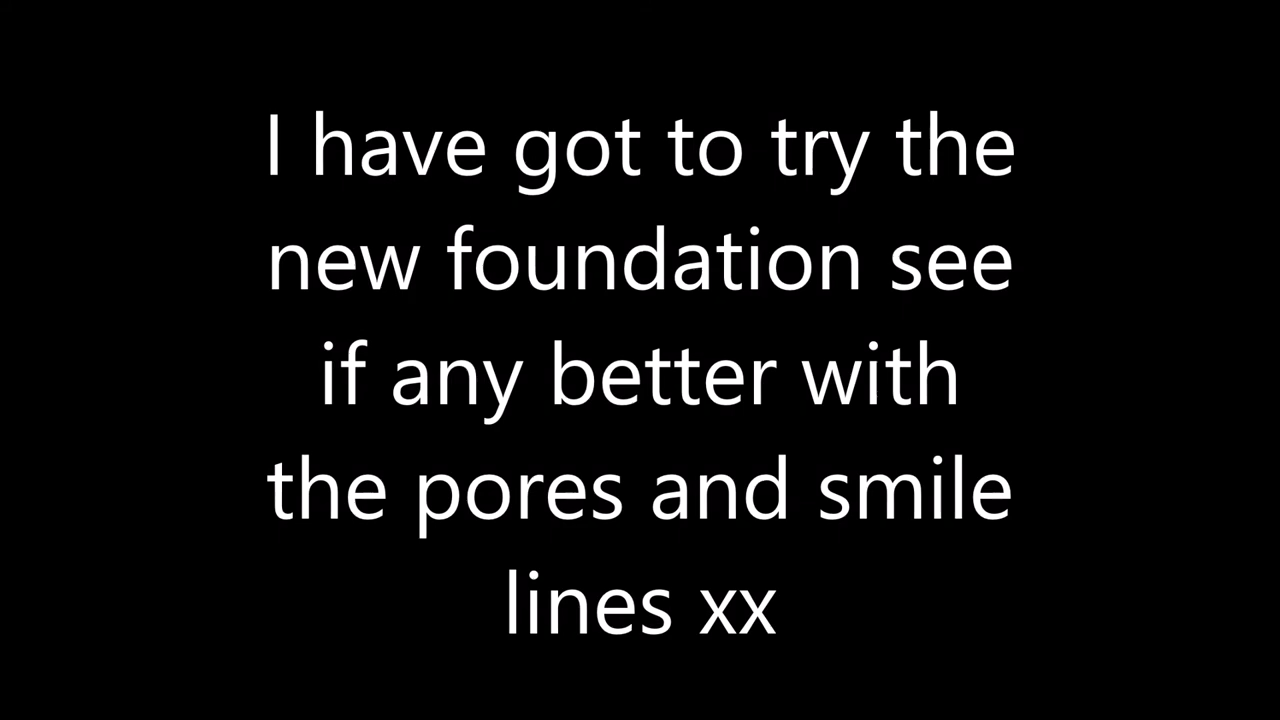 I have got to try the
new foundation see
if any better with
the pores and smile
lines xx